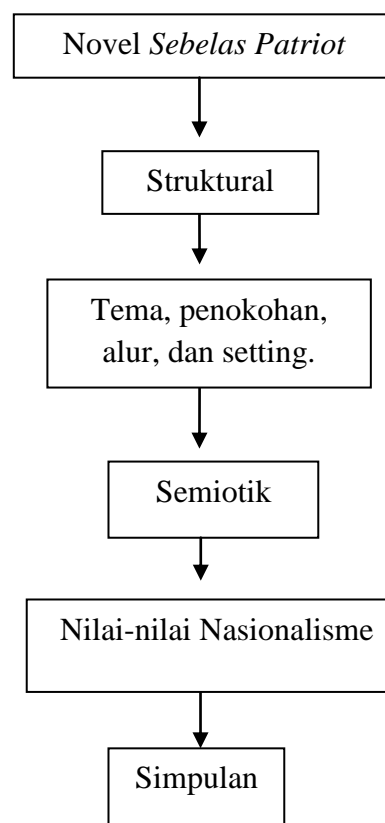 Novel Sebelas Patriot
Struktural
Tema, penokohan,
alur, dan setting.
Semiotik
Nilai-nilai Nasionalisme
Simpulan